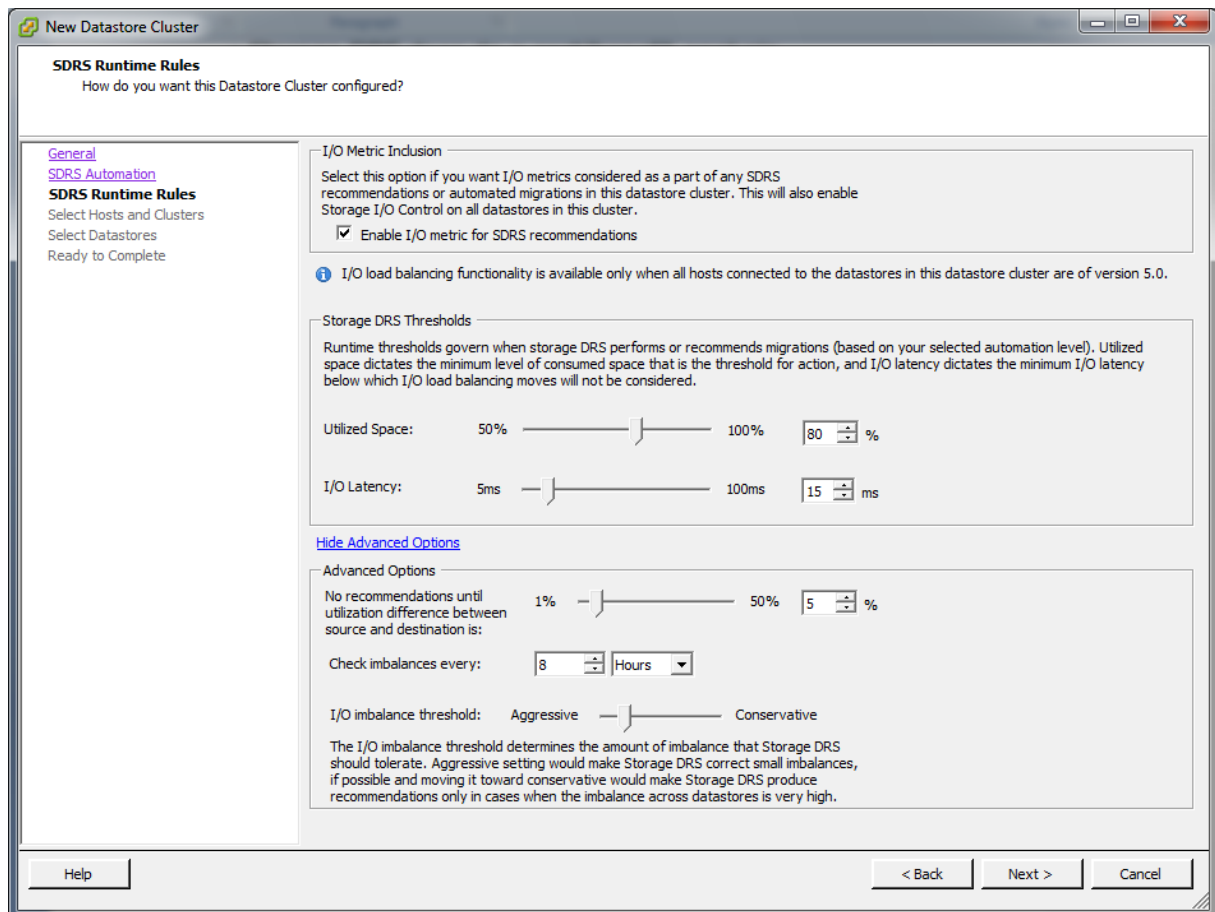 New Datastore Cluster
SDRS Runtime Rules
How do you want this Datastore Cluster configured?
General
SDRS Automation
SDRS Runtime Rules
Select Hosts and Clusters
Select Datastores
Ready to Complete
I/O Metric Inclusion
Select this option if you want I/O metrics considered as a part of any SDRS
recommendations or automated migrations in this datastore cluster. This will also enable
Storage I/O Control on all datastores in this cluster.
Enable I/O metric for SDRS recommendations
I/O load balancing functionality is available only when all hosts connected to the datastores in this datastore cluster are of version 5.0.
Storage DRS Thresholds
Runtime thresholds govern when storage DRS performs or recommends migrations (based on your selected automation level). Utilized
space dictates the minimum level of consumed space that is the threshold for action, and I/O latency dictates the minimum I/O latency
below which I/O load balancing moves will not be considered.
Utilized Space: 50% 100% 80 %
I/O Latency: 5ms 100ms 15 ms
Hide Advanced Options
Advanced Options
No recommendations until
utilization difference between
source and destination is:
1% 50% 5 %
Check imbalances every: 8 Hours
I/O imbalance threshold: Aggressive Conservative
The I/O imbalance threshold determines the amount of imbalance that Storage DRS
should tolerate. Aggressive setting would make Storage DRS correct small imbalances,
if possible and moving it toward conservative would make Storage DRS produce
recommendations only in cases when the imbalance across datastores is very high.
Help < Back Next > Cancel